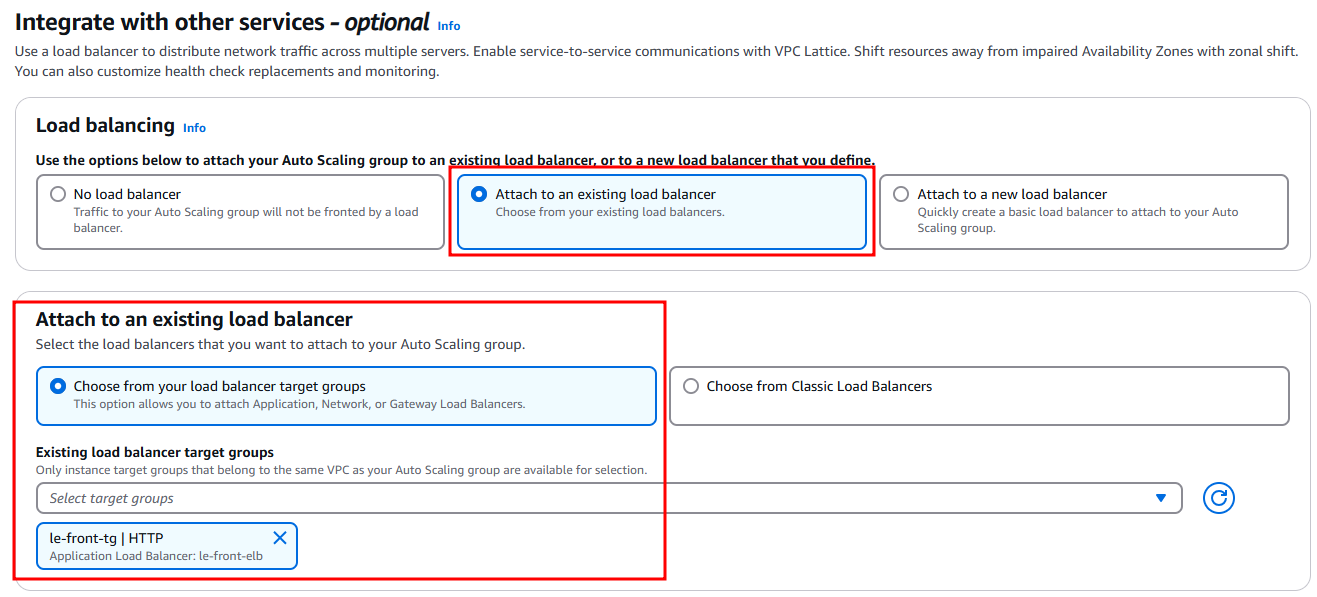 Integrate with other services - optional Info
Use a load balancer to distribute network traffic across multiple servers. Enable service-to-service communications with VPC Lattice. Shift resources away from impaired Availability Zones with zonal shift.
You can also customize health check replacements and monitoring.
Load balancing Info
Use the options below to attach your Auto Scaling group to an existing load balancer, or to a new load balancer that you define.
No load balancer
Traffic to your Auto Scaling group will not be fronted by a load
balancer.
Attach to an existing load balancer
Choose from your existing load balancers.
Attach to a new load balancer
Quickly create a basic load balancer to attach to your Auto
Scaling group.
Attach to an existing load balancer
Select the load balancers that you want to attach to your Auto Scaling group.
Choose from your load balancer target groups
This option allows you to attach Application, Network, or Gateway Load Balancers.
Choose from Classic Load Balancers
Existing load balancer target groups
Only instance target groups that belong to the same VPC as your Auto Scaling group are available for selection.
Select target groups
le-front-tg | HTTP
Application Load Balancer: le-front-elb